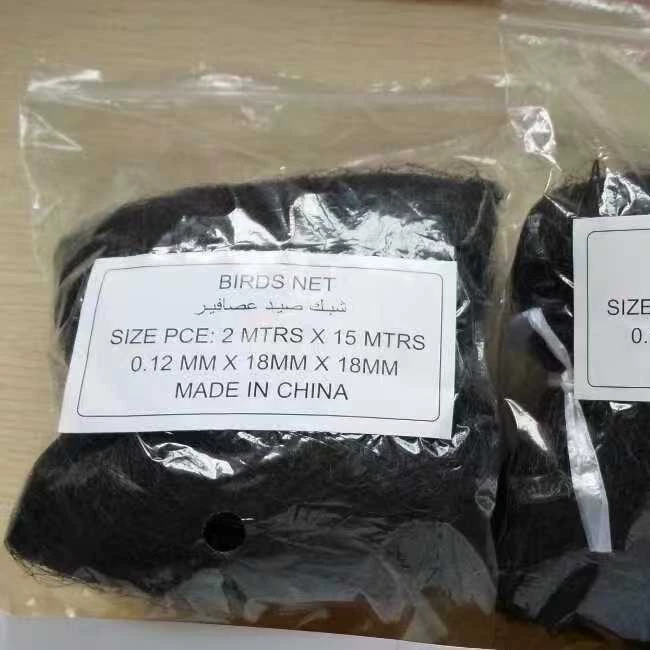 BIRDS NET
شبك صيد عصافير
SIZE PCE: 2 MTRS X 15 MTRS
0.12 MM X 18MM X 18MM
MADE IN CHINA
SIZE
0.